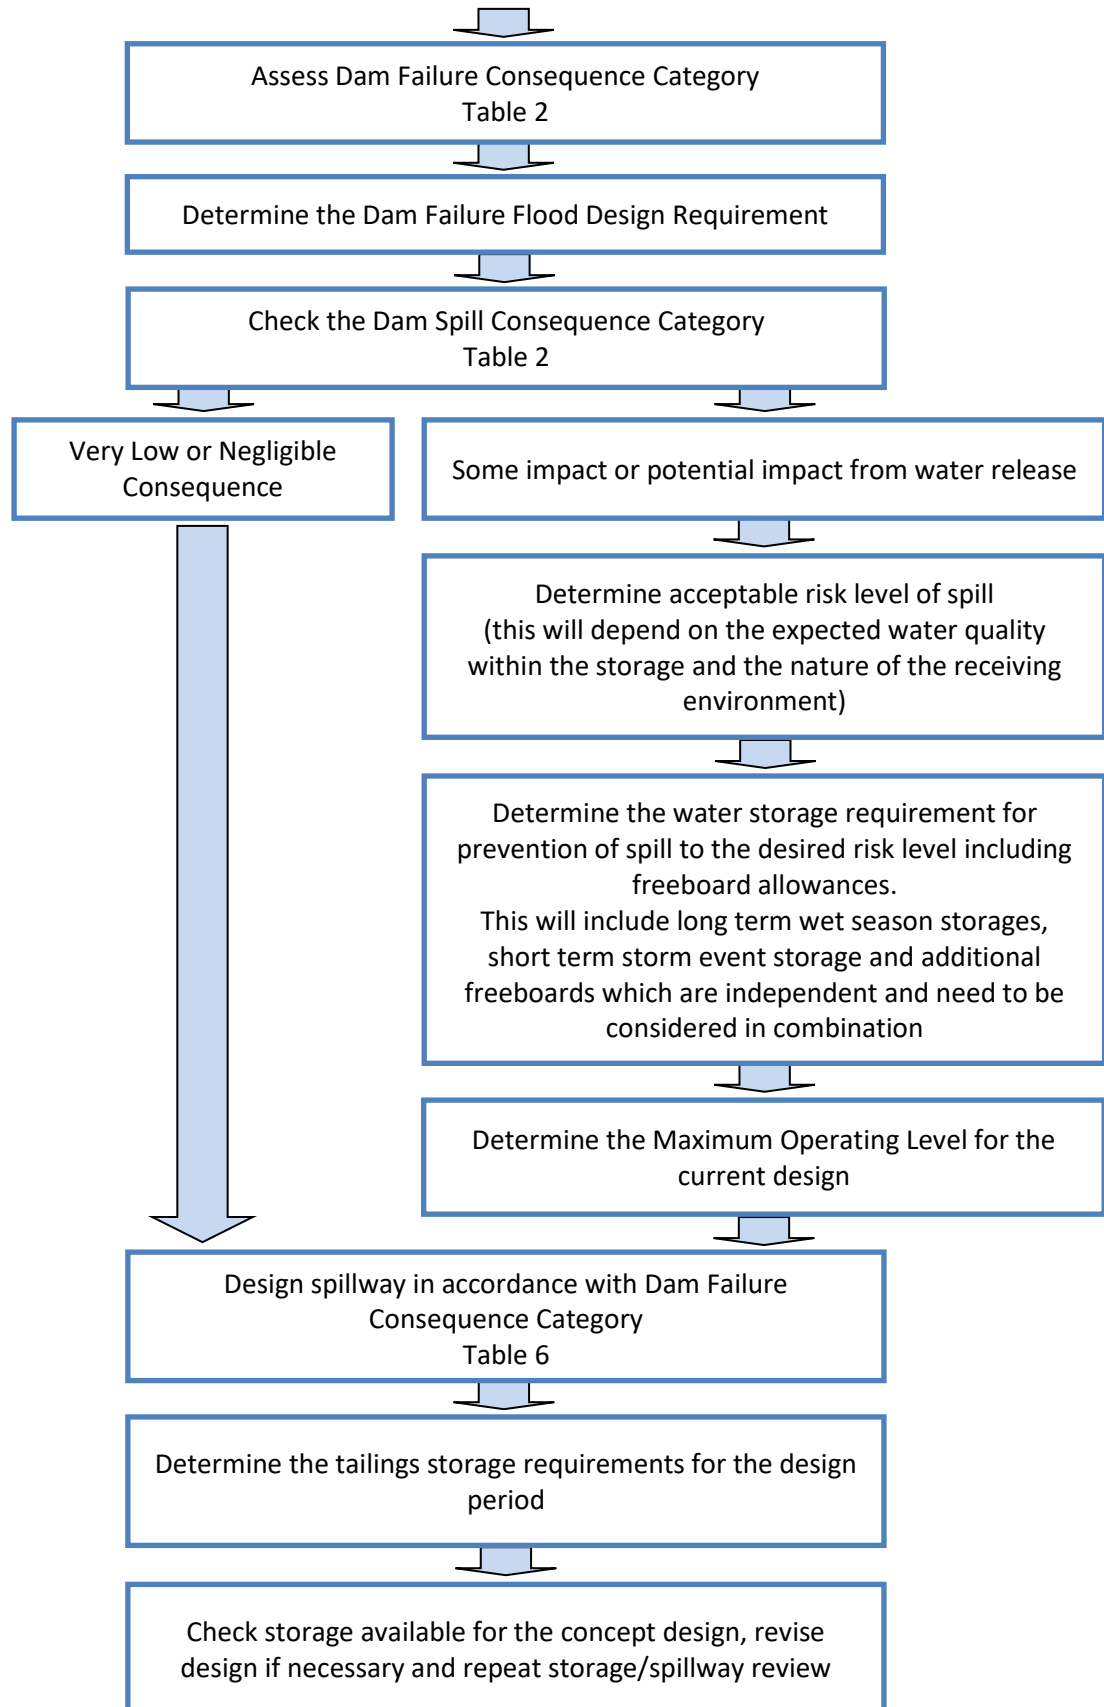 Assess Dam Failure Consequence Category
Table 2
Determine the Dam Failure Flood Design Requirement
Check the Dam Spill Consequence Category
Table 2
Very Low or Negligible
Consequence
Some impact or potential impact from water release
Determine acceptable risk level of spill
(this will depend on the expected water quality
within the storage and the nature of the receiving
environment)
Determine the water storage requirement for
prevention of spill to the desired risk level including
freeboard allowances.
This will include long term wet season storages,
short term storm event storage and additional
freeboards which are independent and need to be
considered in combination
Determine the Maximum Operating Level for the
current design
Design spillway in accordance with Dam Failure
Consequence Category
Table 6
Determine the tailings storage requirements for the design
period
Check storage available for the concept design, revise
design if necessary and repeat storage/spillway review